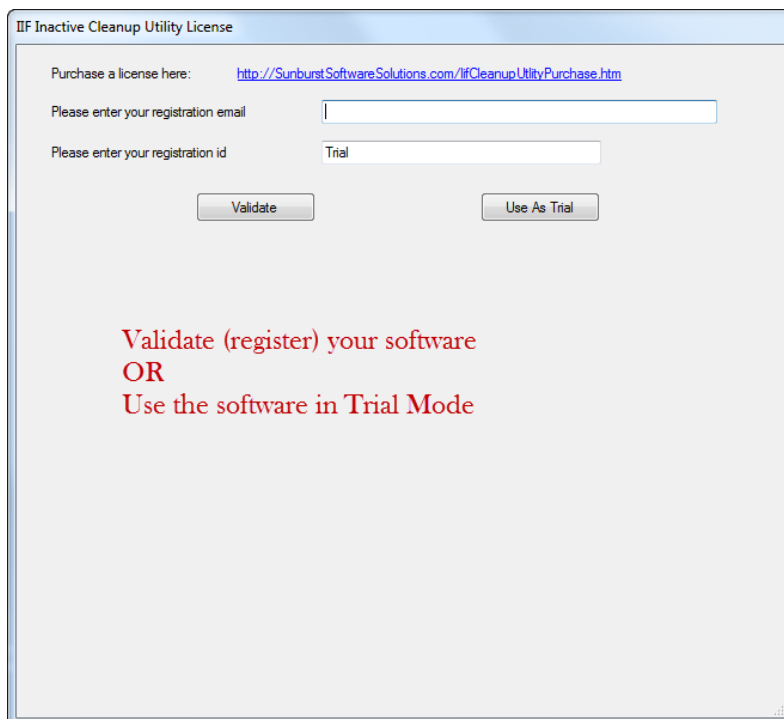 IIF Inactive Cleanup Utility License
Purchase a license here: http://SunburstSoftwareSolutions.com/IifCleanupUtlityPurchase.htm
Please enter your registration email
Please enter your registration id Trial
Validate Use As Trial
Validate (register) your software
OR
Use the software in Trial Mode